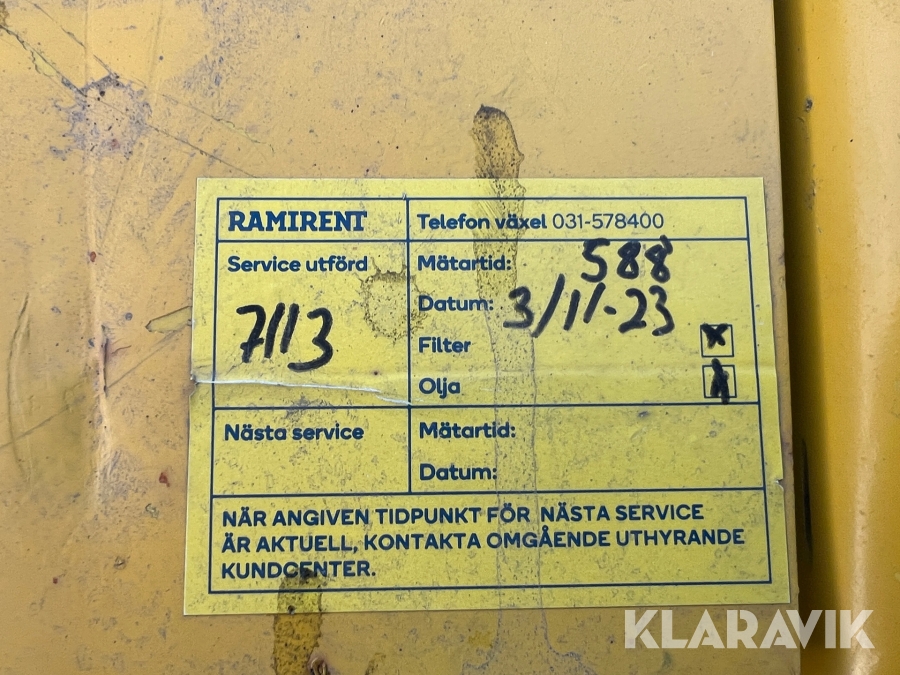 RAMIRENT
Telefon växel 031-578400
Service utförd
7113
Mätartid: 588
Datum: 3/11-23
Filter x
Olja x
Nästa service
Mätartid:
Datum:
NÄR ANGIVEN TIDPUNKT FÖR NÄSTA SERVICE
ÄR AKTUELL, KONTAKTA OMGÅENDE UTHYRANDE
KUNDCENTER.
KLARAVIK